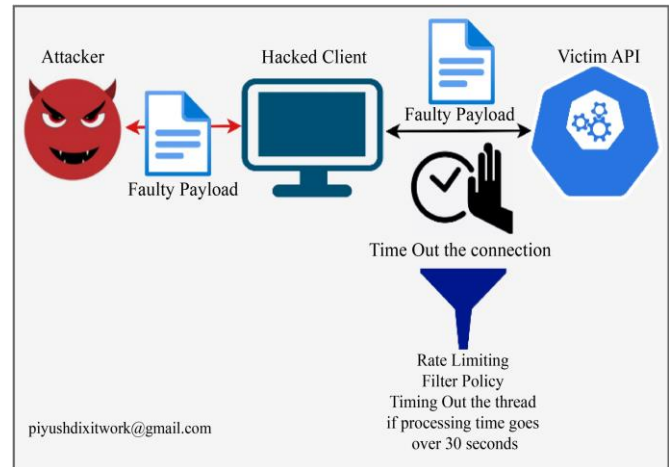 Attacker
Hacked Client
Victim API
Faulty Payload
Faulty Payload
Time Out the connection
Rate Limiting
Filter Policy
Timing Out the thread
if processing time goes
over 30 seconds
piyushdixitwork@gmail.com